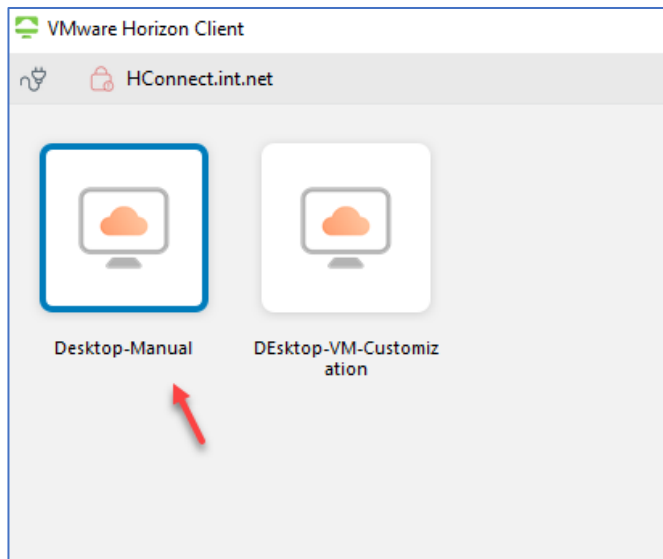 VMware Horizon Client
HConnect.int.net
Desktop-Manual
DEsktop-VM-Customiz
ation